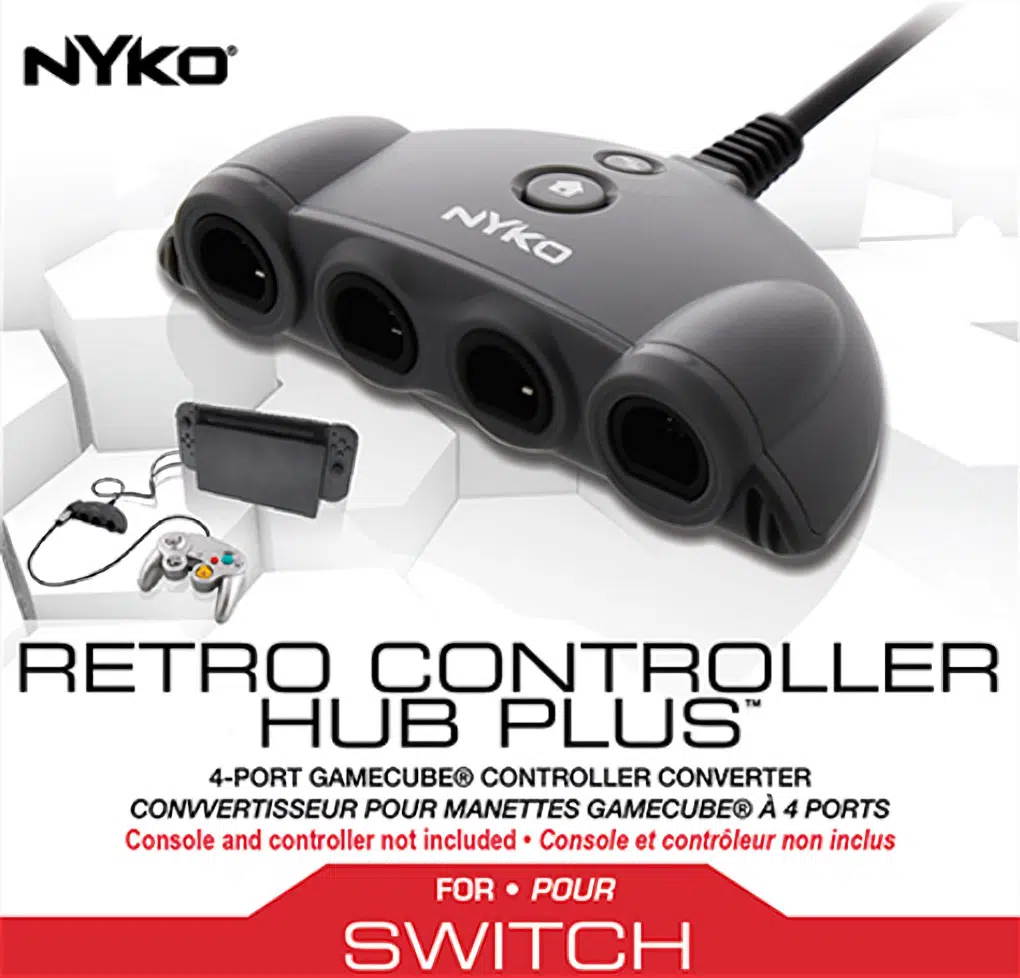 NYKO®
NYKO
RETRO CONTROLLER
HUB PLUS™
4-PORT GAMECUBE® CONTROLLER CONVERTER
CONVVERTISSEUR POUR MANETTES GAMECUBE® À 4 PORTS
Console and controller not included • Console et contrôleur non inclus
FOR • POUR
SWITCH